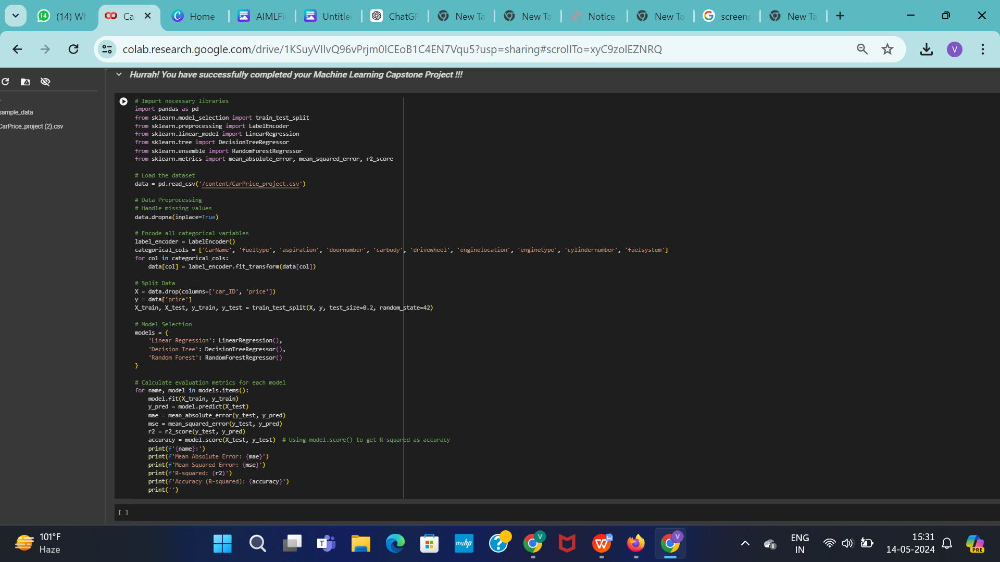 14
(14) Wh
Ca
Home
AIMLFi
Untitle
ChatGP
New Ta
New Ta
Notice
New Ta
screens
New Ta
colab.research.google.com/drive/1KSuyVIIvQ96vPrjm0ICEoB1C4EN7Vqu5?usp=sharing#scrollTo=xyC9zolEZNRQ
V
Hurrah! You have successfully completed your Machine Learning Capstone Project !!!
sample_data
CarPrice_project (2).csv
# Import necessary libraries
import pandas as pd
from sklearn.model_selection import train_test_split
from sklearn.preprocessing import LabelEncoder
from sklearn.linear_model import LinearRegression
from sklearn.tree import DecisionTreeRegressor
from sklearn.ensemble import RandomForestRegressor
from sklearn.metrics import mean_absolute_error, mean_squared_error, r2_score
# Load the dataset
data = pd.read_csv('/content/CarPrice_project.csv')
# Data Preprocessing
# Handle missing values
data.dropna(inplace=True)
# Encode all categorical variables
label_encoder = LabelEncoder()
categorical_cols = ['CarName', 'fueltype', 'aspiration', 'doornumber', 'carbody', 'drivewheel', 'enginelocation', 'enginetype', 'cylindernumber', 'fuelsystem']
for col in categorical_cols:
    data[col] = label_encoder.fit_transform(data[col])
# Split Data
X = data.drop(columns=['car_ID', 'price'])
y = data['price']
X_train, X_test, y_train, y_test = train_test_split(X, y, test_size=0.2, random_state=42)
# Model Selection
models = {
    'Linear Regression': LinearRegression(),
    'Decision Tree': DecisionTreeRegressor(),
    'Random Forest': RandomForestRegressor()
}
# Calculate evaluation metrics for each model
for name, model in models.items():
    model.fit(X_train, y_train)
    y_pred = model.predict(X_test)
    mae = mean_absolute_error(y_test, y_pred)
    mse = mean_squared_error(y_test, y_pred)
    r2 = r2_score(y_test, y_pred)
    accuracy = model.score(X_test, y_test)  # Using model.score() to get R-squared as accuracy
    print(f'{name}:')
    print(f'Mean Absolute Error: {mae}')
    print(f'Mean Squared Error: {mse}')
    print(f'R-squared: {r2}')
    print(f'Accuracy (R-squared): {accuracy}')
    print('')
[ ]
101°F
Haze
myhp
V
V
ENG
IN
15:31
14-05-2024
PRE